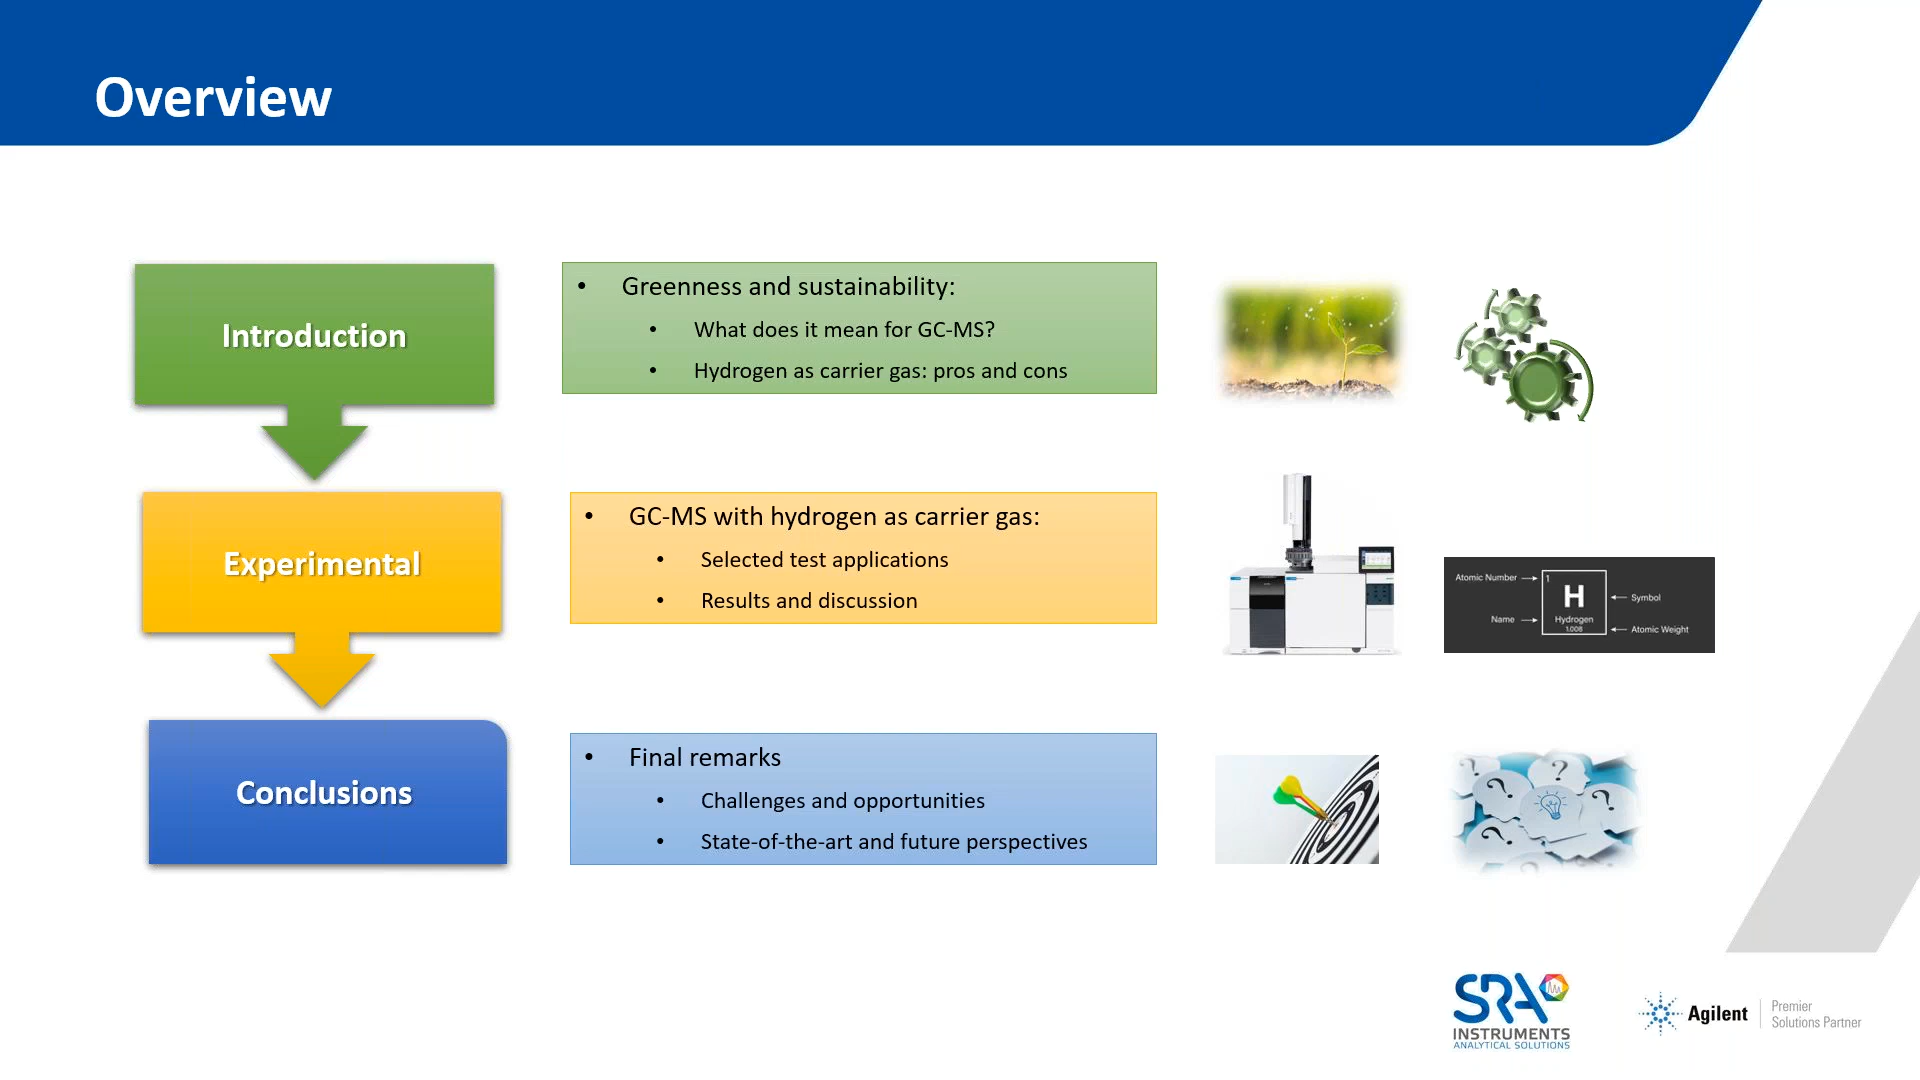 Overview
Introduction
• Greenness and sustainability:
• What does it mean for GC-MS?
• Hydrogen as carrier gas: pros and cons
Experimental
• GC-MS with hydrogen as carrier gas:
• Selected test applications
• Results and discussion
Atomic Number
1
H
Symbol
Name
Hydrogen
1.008
Atomic Weight
Conclusions
• Final remarks
• Challenges and opportunities
• State-of-the-art and future perspectives
? ? ? ? ?
SRA
INSTRUMENTS
ANALYTICAL SOLUTIONS
Agilent
Premier
Solutions Partner